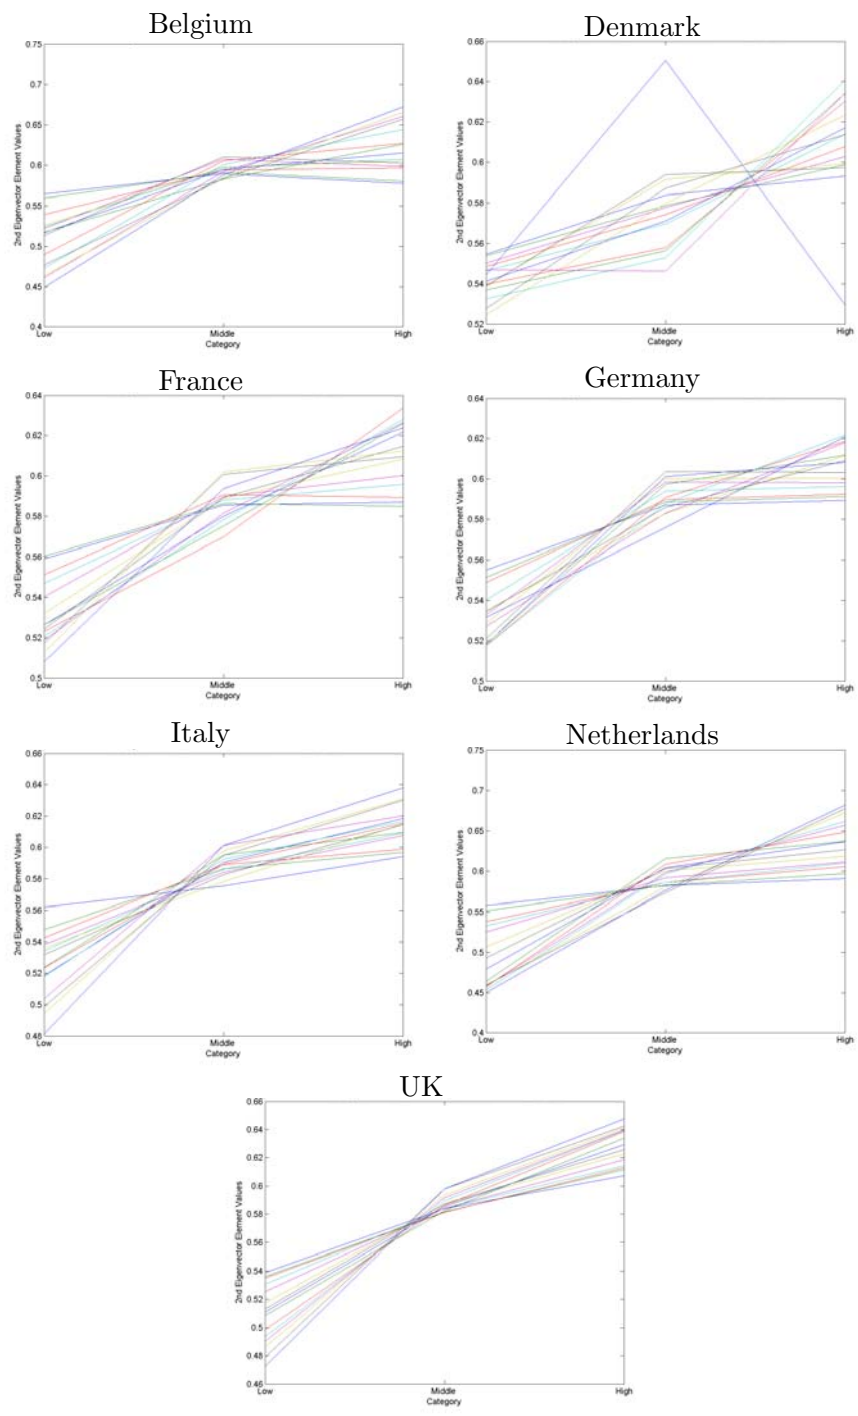 Belgium
0.75
0.7
0.65
0.6
0.55
0.5
0.45
0.4
2nd Eigenvector Element Values
Low Middle High
Category
Denmark
0.66
0.64
0.62
0.6
0.58
0.56
0.54
0.52
2nd Eigenvector Element Values
Low Middle High
Category
France
0.64
0.62
0.6
0.58
0.56
0.54
0.52
0.5
2nd Eigenvector Element Values
Low Middle High
Category
Germany
0.64
0.62
0.6
0.58
0.56
0.54
0.52
0.5
2nd Eigenvector Element Values
Low Middle High
Category
Italy
0.66
0.64
0.62
0.6
0.58
0.56
0.54
0.52
0.5
0.48
2nd Eigenvector Element Values
Low Middle High
Category
Netherlands
0.75
0.7
0.65
0.6
0.55
0.5
0.45
0.4
2nd Eigenvector Element Values
Low Middle High
Category
UK
0.66
0.64
0.62
0.6
0.58
0.56
0.54
0.52
0.5
0.48
0.46
2nd Eigenvector Element Values
Low Middle High
Category